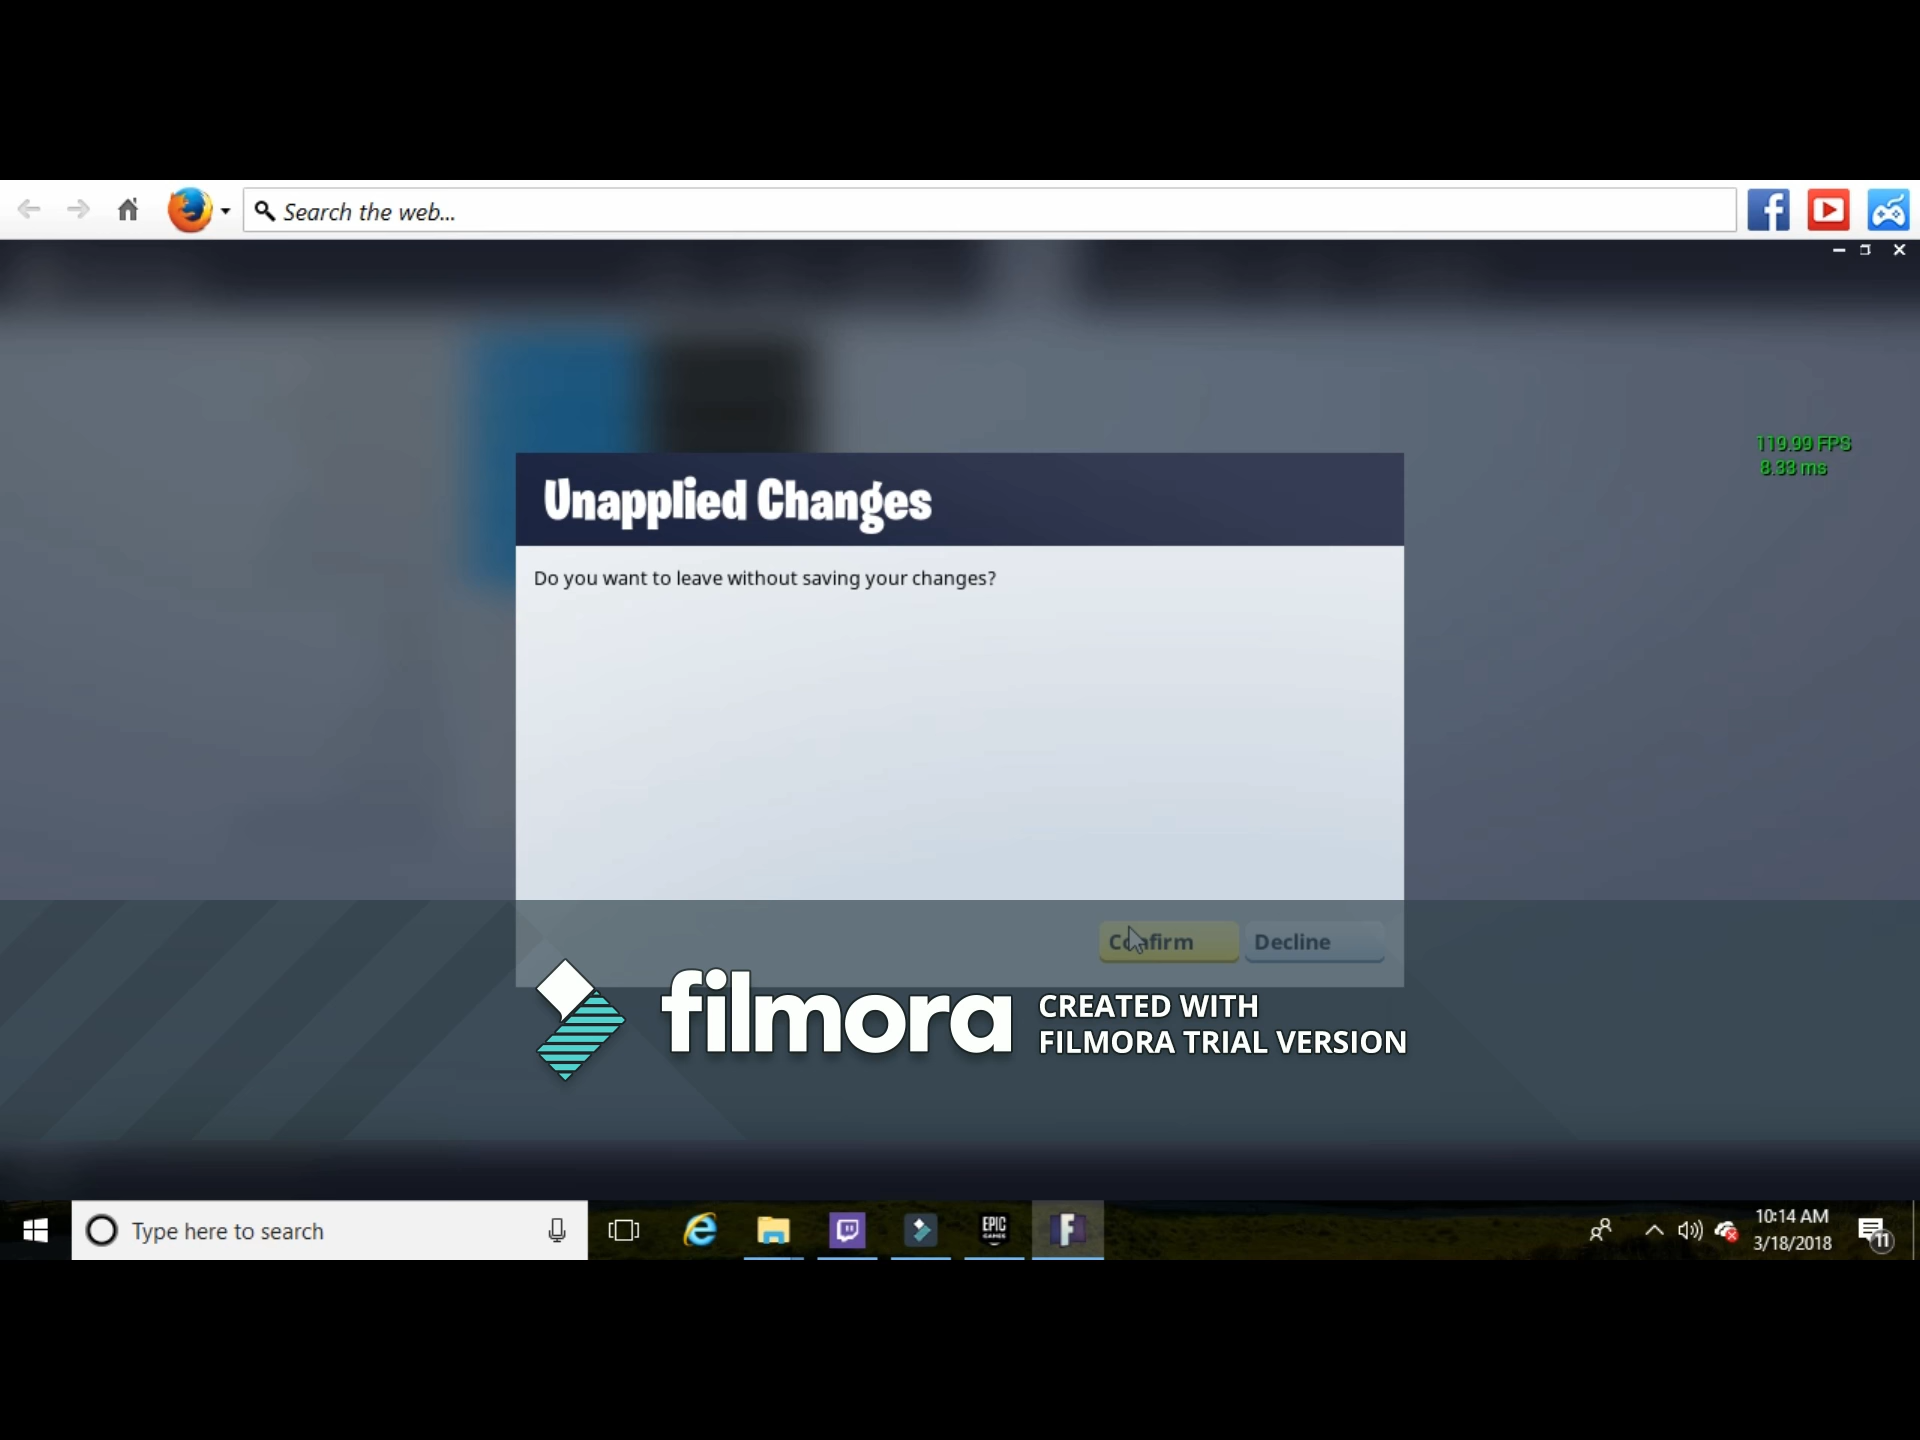 Search the web...
119.99 FPS
8.33 ms
Unapplied Changes
Do you want to leave without saving your changes?
Confirm
Decline
filmora
CREATED WITH
FILMORA TRIAL VERSION
Type here to search
EPIC
GAMES
F
10:14 AM
3/18/2018
11